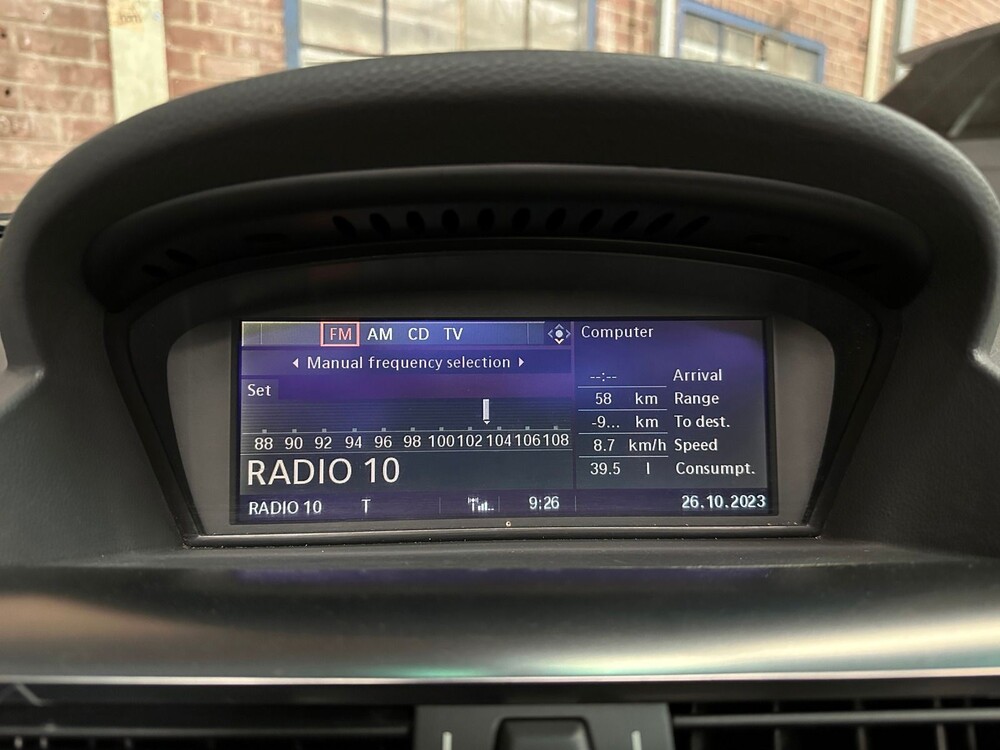 FM AM CD TV
Manual frequency selection
Set
88 90 92 94 96 98 100 102 104 106 108
RADIO 10
RADIO 10 T 9:26
Computer
--:-- Arrival
58 km Range
-9... km To dest.
8.7 km/h Speed
39.5 l Consumpt.
26.10.2023